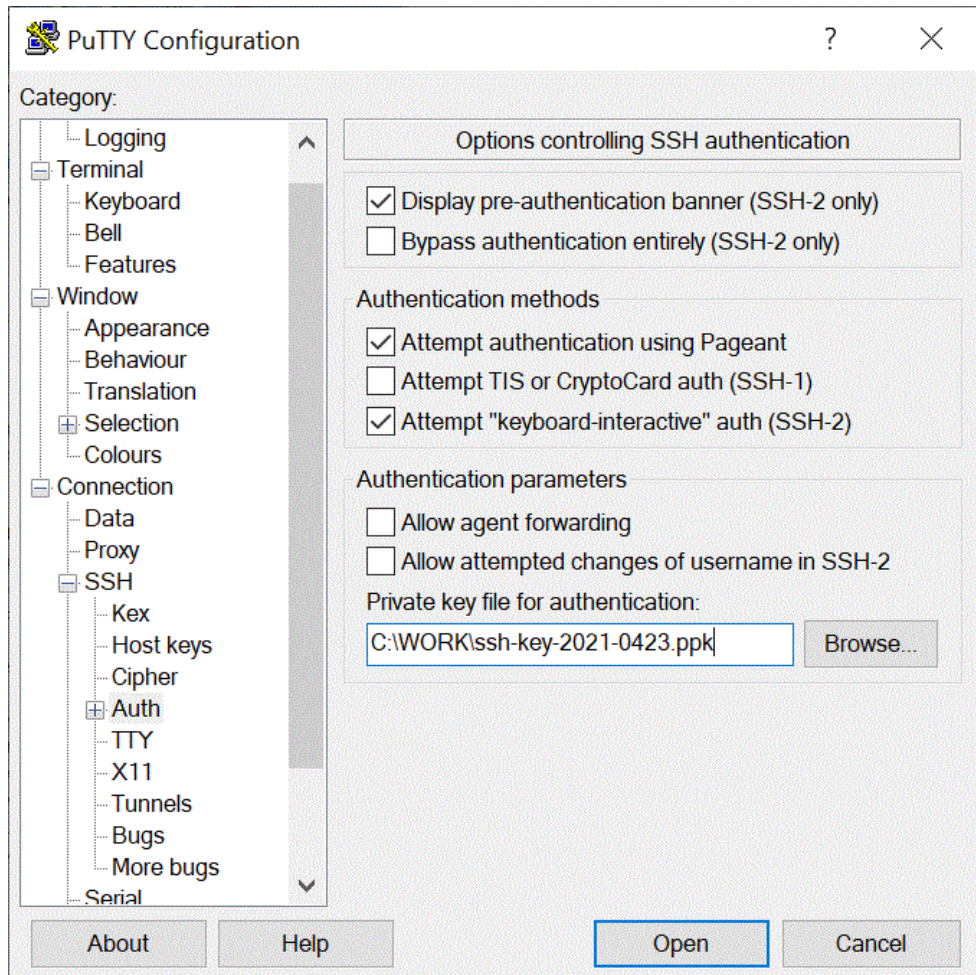 PuTTY Configuration
?
Category:
Logging
Terminal
Keyboard
Bell
Features
Window
Appearance
Behaviour
Translation
Selection
Colours
Connection
Data
Proxy
SSH
Kex
Host keys
Cipher
Auth
TTY
X11
Tunnels
Bugs
More bugs
Serial
Options controlling SSH authentication
Display pre-authentication banner (SSH-2 only)
Bypass authentication entirely (SSH-2 only)
Authentication methods
Attempt authentication using Pageant
Attempt TIS or CryptoCard auth (SSH-1)
Attempt "keyboard-interactive" auth (SSH-2)
Authentication parameters
Allow agent forwarding
Allow attempted changes of username in SSH-2
Private key file for authentication:
C:\WORK\ssh-key-2021-0423.ppk
Browse...
About
Help
Open
Cancel